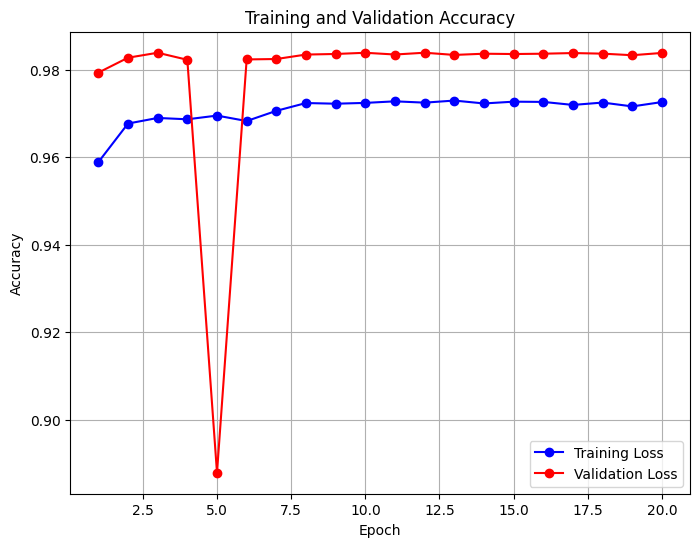 Training and Validation Accuracy
Accuracy
0.98
0.96
0.94
0.92
0.90
Training Loss
Validation Loss
2.5 5.0 7.5 10.0 12.5 15.0 17.5 20.0
Epoch